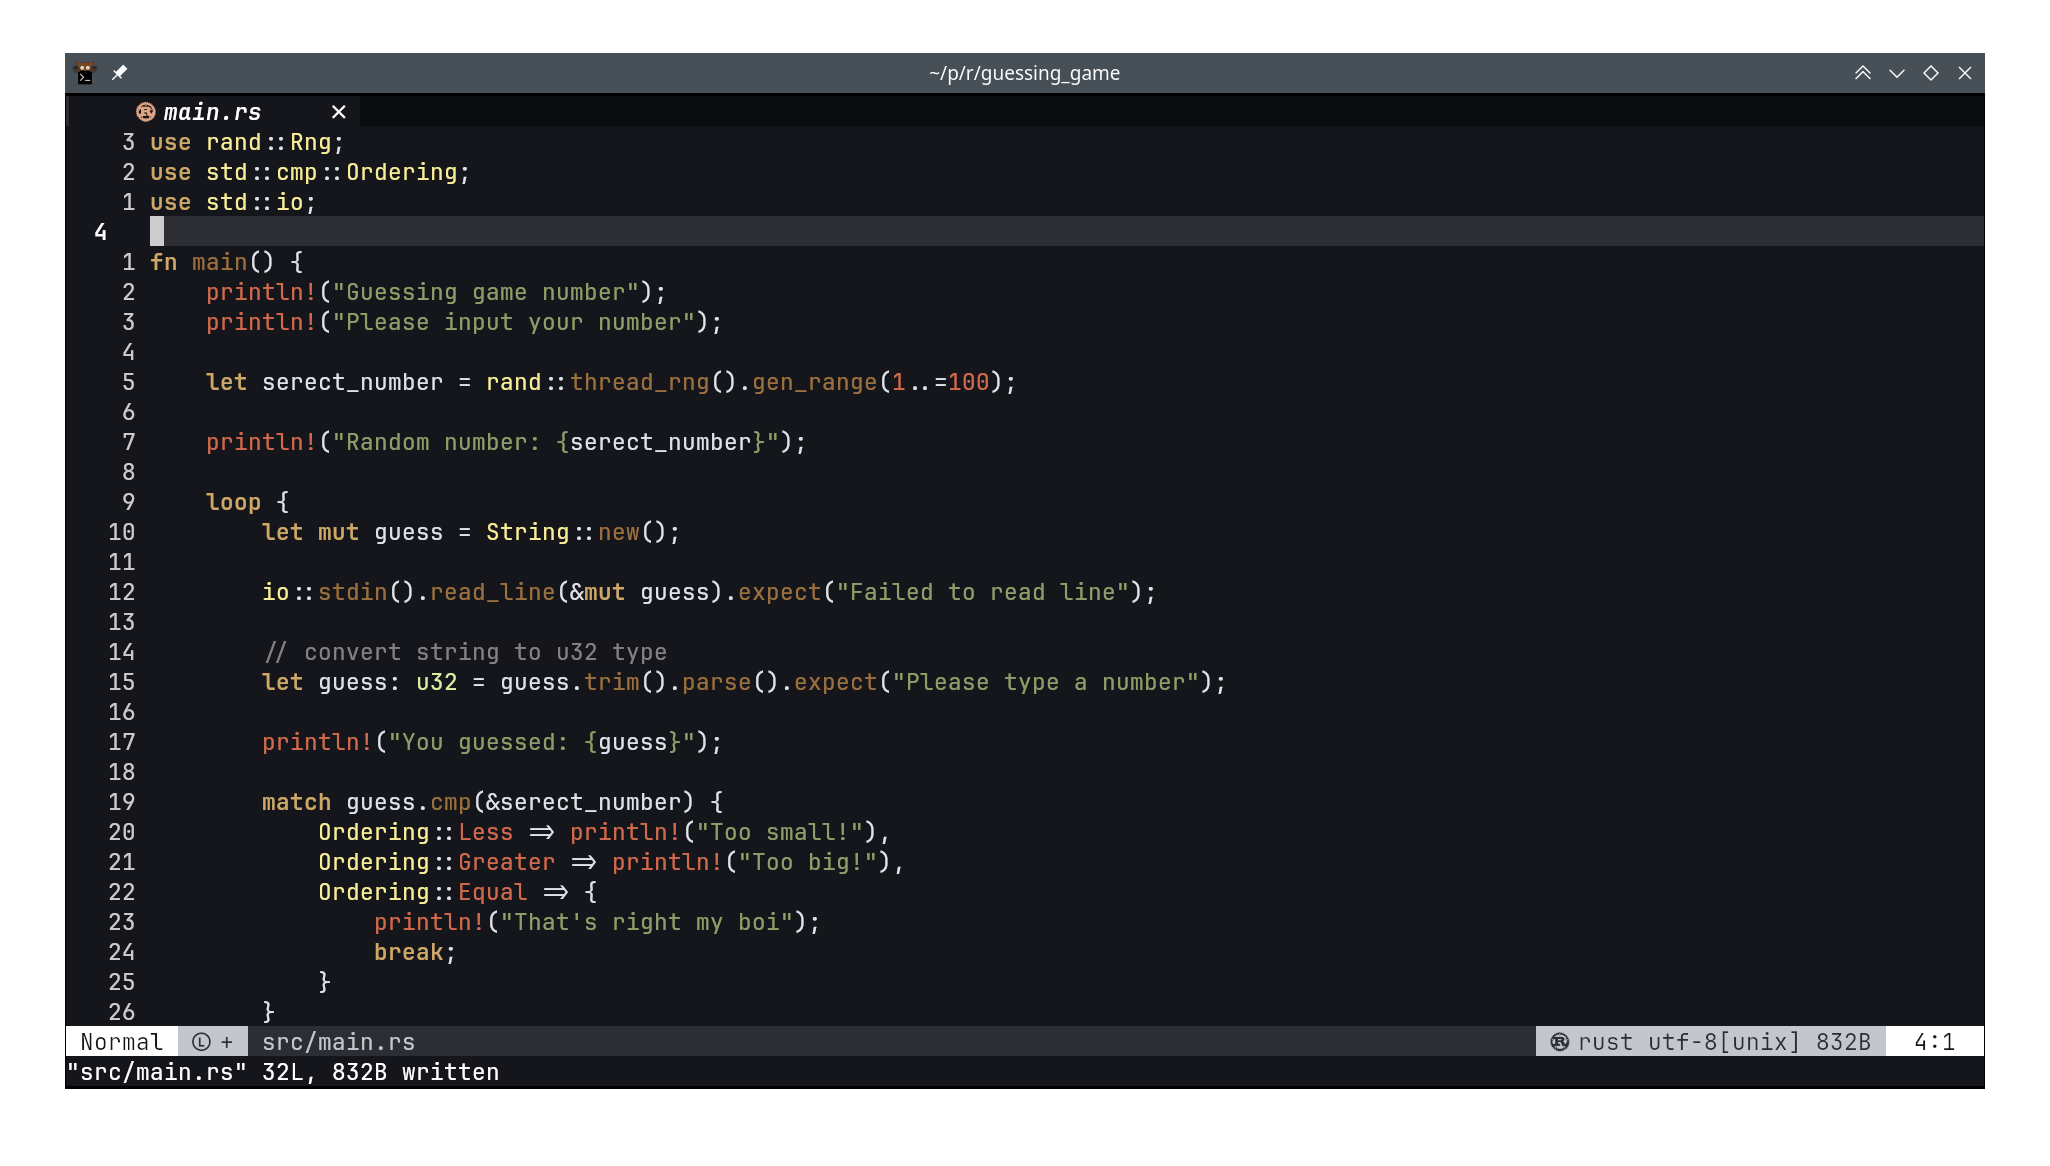 ~/p/r/guessing_game
main.rs
3 use rand::Rng;
2 use std::cmp::Ordering;
1 use std::io;
4
1 fn main() {
2     println!("Guessing game number");
3     println!("Please input your number");
4
5     let serect_number = rand::thread_rng().gen_range(1..=100);
6
7     println!("Random number: {serect_number}");
8
9     loop {
10         let mut guess = String::new();
11
12         io::stdin().read_line(&mut guess).expect("Failed to read line");
13
14         // convert string to u32 type
15         let guess: u32 = guess.trim().parse().expect("Please type a number");
16
17         println!("You guessed: {guess}");
18
19         match guess.cmp(&serect_number) {
20             Ordering::Less => println!("Too small!"),
21             Ordering::Greater => println!("Too big!"),
22             Ordering::Equal => {
23                 println!("That's right my boi");
24                 break;
25             }
26         }
Normal Ⓛ + src/main.rs rust utf-8[unix] 832B 4:1
"src/main.rs" 32L, 832B written